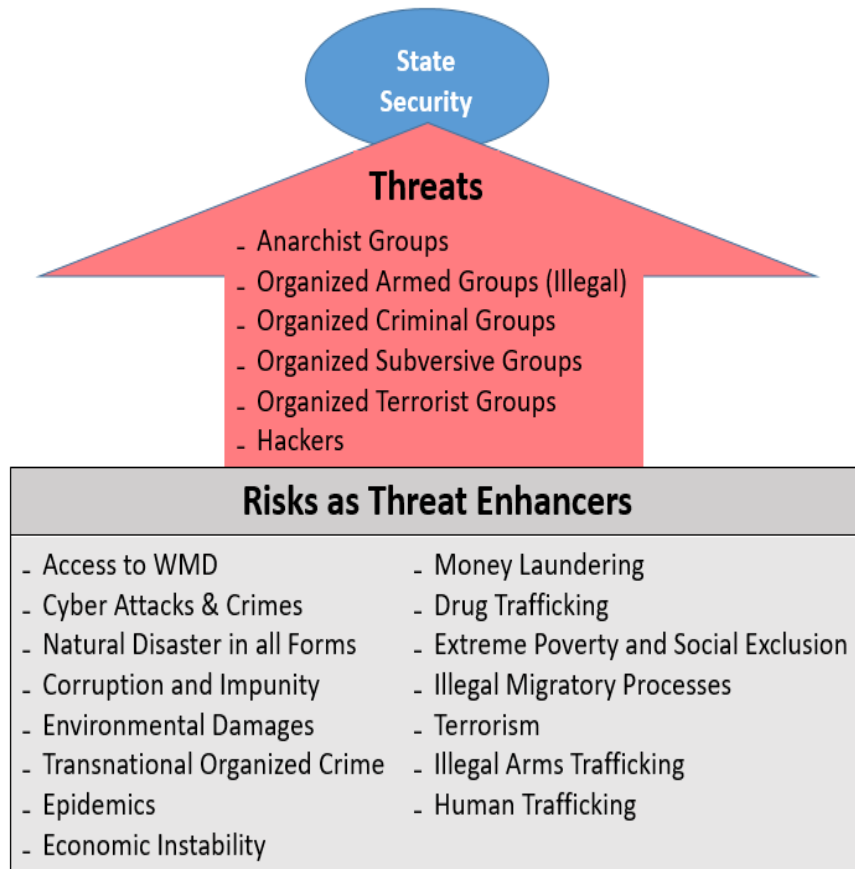 State
Security
Threats
- Anarchist Groups
- Organized Armed Groups (Illegal)
- Organized Criminal Groups
- Organized Subversive Groups
- Organized Terrorist Groups
- Hackers
Risks as Threat Enhancers
- Access to WMD
- Cyber Attacks & Crimes
- Natural Disaster in all Forms
- Corruption and Impunity
- Environmental Damages
- Transnational Organized Crime
- Epidemics
- Economic Instability
- Money Laundering
- Drug Trafficking
- Extreme Poverty and Social Exclusion
- Illegal Migratory Processes
- Terrorism
- Illegal Arms Trafficking
- Human Trafficking